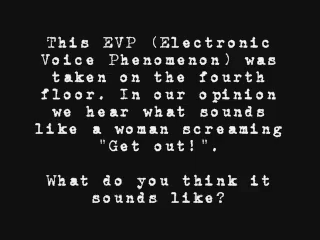 This EVP (Electronic
Voice Phenomenon) was
taken on the fourth
floor. In our opinion
we hear what sounds
like a woman screaming
"Get out!".
What do you think it
sounds like?